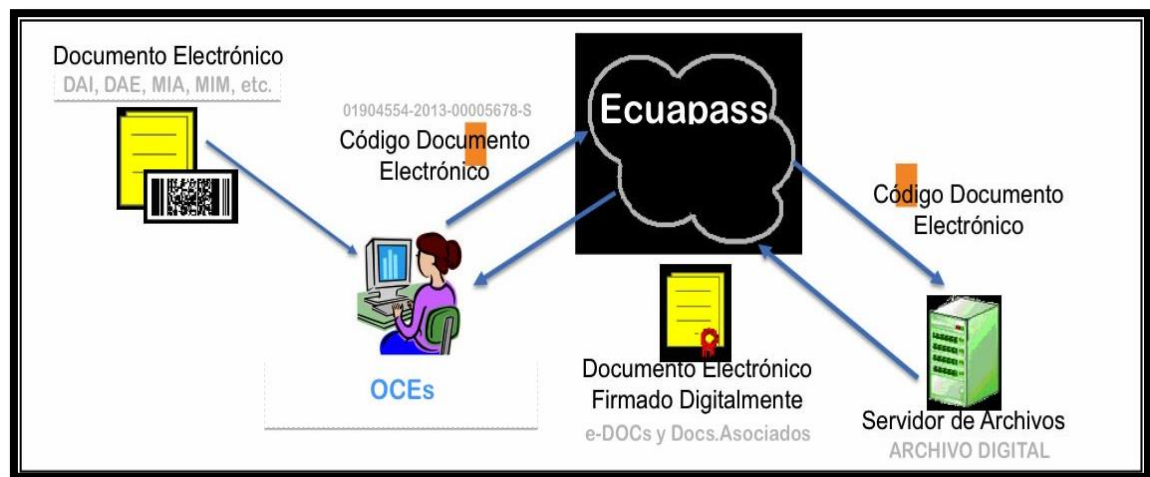 Documento Electrónico
DAI, DAE, MIA, MIM, etc.
01904554-2013-00005678-S
Código Documento
Electrónico
Ecuapass
Código Documento
Electrónico
OCEs
Documento Electrónico
Firmado Digitalmente
e-DOCs y Docs.Asociados
Servidor de Archivos
ARCHIVO DIGITAL